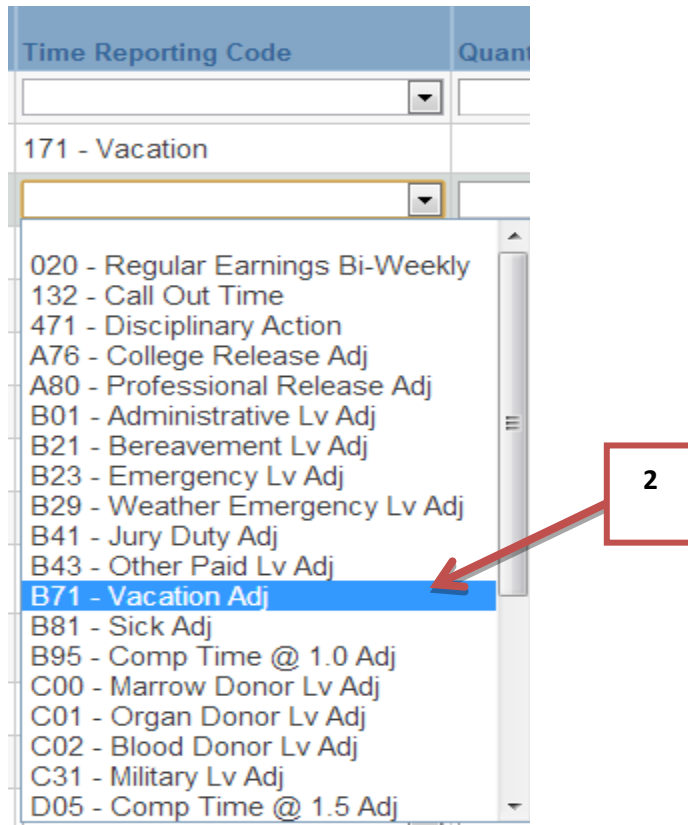 Time Reporting Code Quant
171 - Vacation
020 - Regular Earnings Bi-Weekly
132 - Call Out Time
471 - Disciplinary Action
A76 - College Release Adj
A80 - Professional Release Adj
B01 - Administrative Lv Adj
B21 - Bereavement Lv Adj
B23 - Emergency Lv Adj
B29 - Weather Emergency Lv Adj
B41 - Jury Duty Adj
B43 - Other Paid Lv Adj
B71 - Vacation Adj
B81 - Sick Adj
B95 - Comp Time @ 1.0 Adj
C00 - Marrow Donor Lv Adj
C01 - Organ Donor Lv Adj
C02 - Blood Donor Lv Adj
C31 - Military Lv Adj
D05 - Comp Time @ 1.5 Adj
2